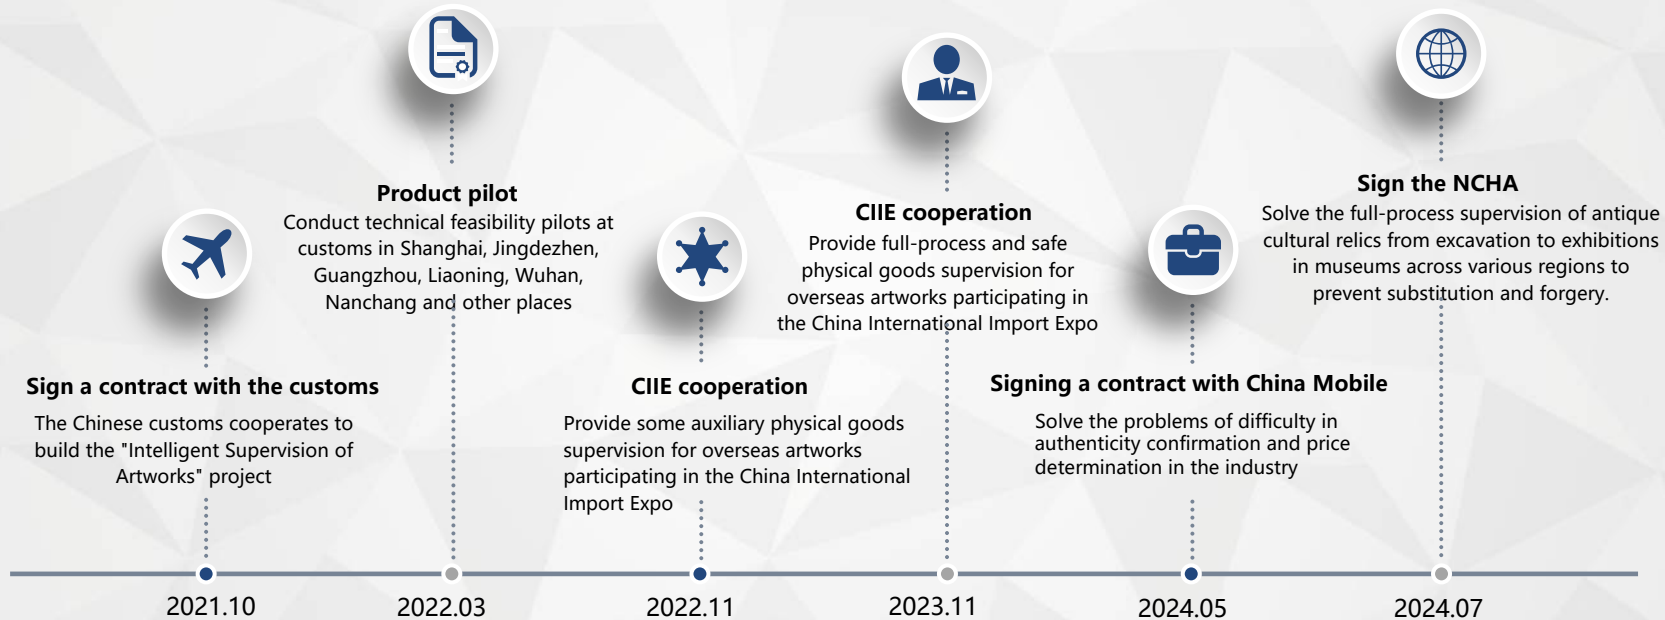 Sign a contract with the customs
The Chinese customs cooperates to
build the "Intelligent Supervision of
Artworks" project
2021.10
Product pilot
Conduct technical feasibility pilots at
customs in Shanghai, Jingdezhen,
Guangzhou, Liaoning, Wuhan,
Nanchang and other places
2022.03
CIIE cooperation
Provide some auxiliary physical goods
supervision for overseas artworks
participating in the China International
Import Expo
2022.11
CIIE cooperation
Provide full-process and safe
physical goods supervision for
overseas artworks participating in
the China International Import Expo
2023.11
Signing a contract with China Mobile
Solve the problems of difficulty in
authenticity confirmation and price
determination in the industry
2024.05
Sign the NCHA
Solve the full-process supervision of antique
cultural relics from excavation to exhibitions
in museums across various regions to
prevent substitution and forgery.
2024.07